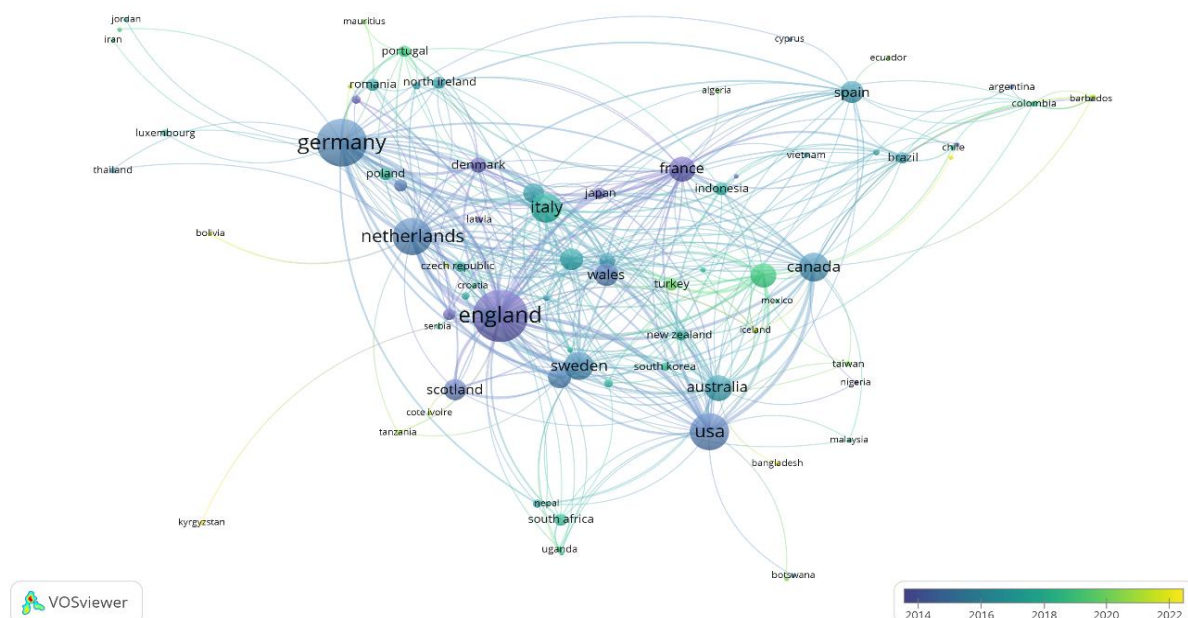 jordan
mauritius
iran
cyprus
portugal
ecuador
romania
north ireland
algeria
spain
argentina
barbados
colombia
luxembourg
germany
chile
vietnam
brazil
denmark
france
thailand
poland
indonesia
japan
italy
latvia
bolivia
netherlands
czech republic
wales
canada
turkey
croatia
mexico
england
serbia
iceland
new zealand
sweden
south korea
taiwan
scotland
australia
nigeria
cote ivoire
tanzania
usa
malaysia
bangladesh
nepal
south africa
kyrgyzstan
uganda
botswana
VOSviewer
2014 2016 2018 2020 2022